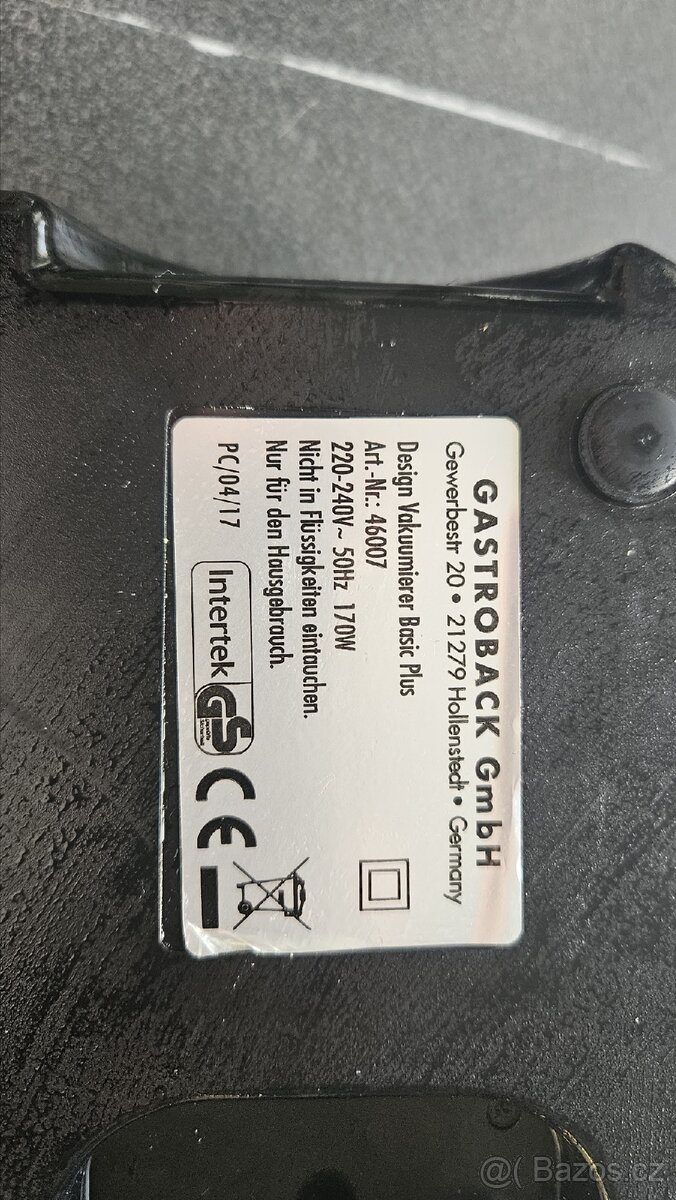 GASTROBACK GmbH
Gewerbestr 20 • 21279 Hollenstedt • Germany
Design Vakuumierer Basic Plus
Art.-Nr.: 46007
220-240V~ 50Hz 170W
Nicht in Flüssigkeiten eintauchen.
Nur für den Hausgebrauch.
PC/04/17
Intertek GS CE
@( Bazos.cz